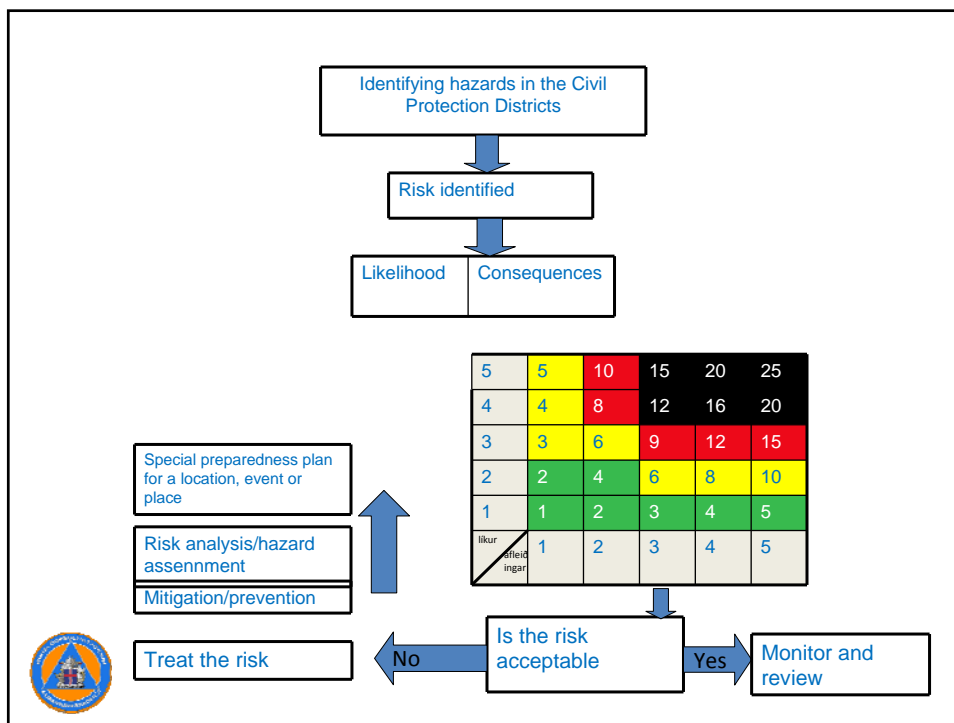 Identifying hazards in the Civil
Protection Districts
Risk identified
Likelihood
Consequences
5 5 10 15 20 25
4 4 8 12 16 20
3 3 6 9 12 15
2 2 4 6 8 10
1 1 2 3 4 5
líkur
afleið
ingar
1 2 3 4 5
Special preparedness plan
for a location, event or
place
Risk analysis/hazard
assennment
Mitigation/prevention
Treat the risk
No
Is the risk
acceptable
Yes
Monitor and
review